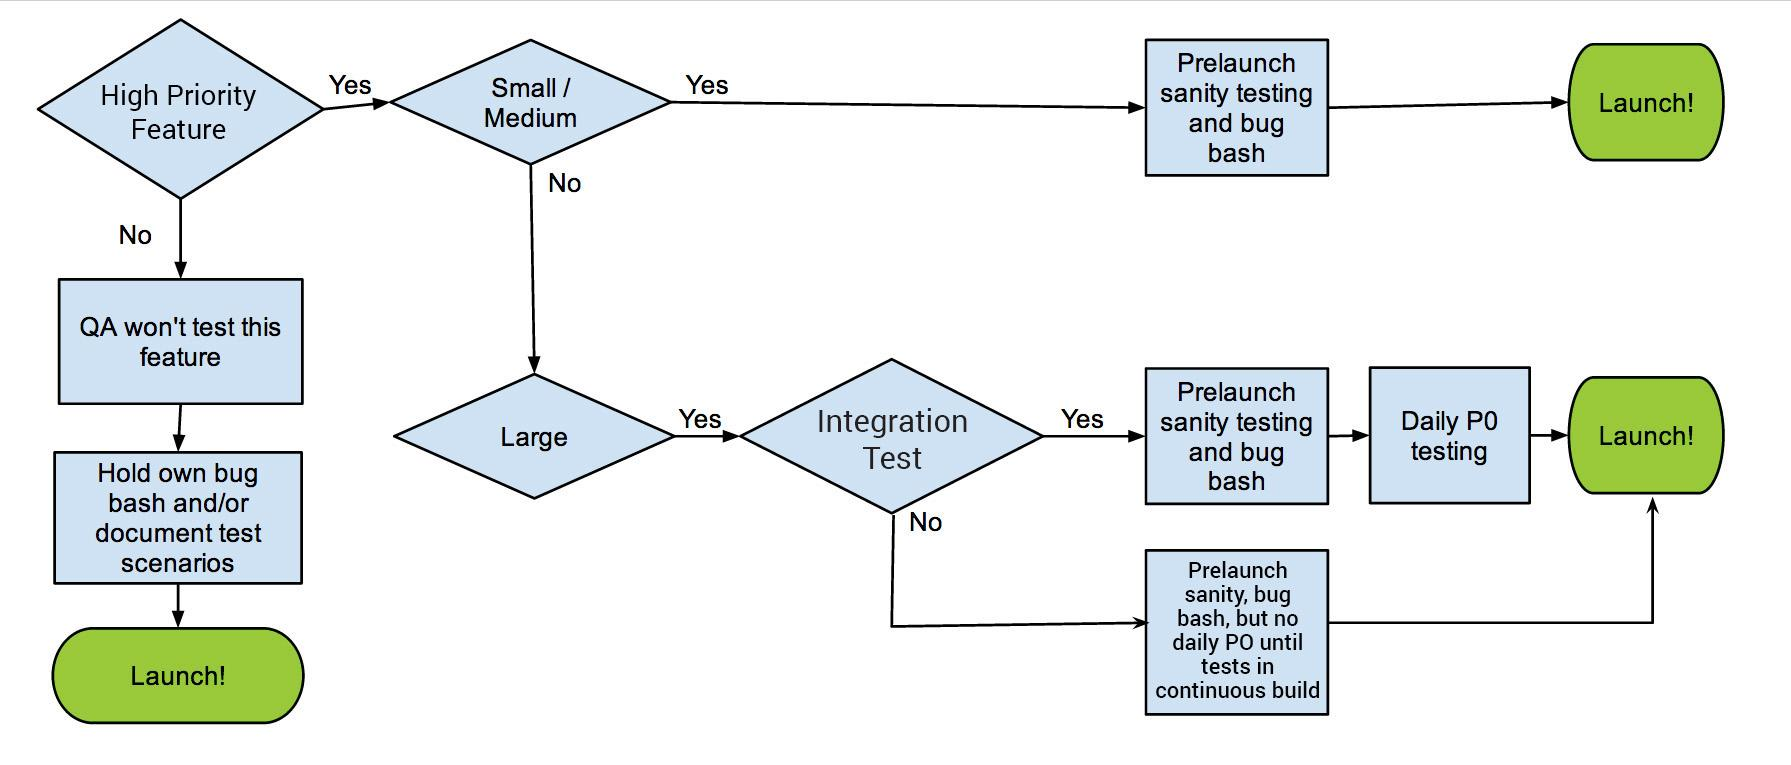 High Priority
Feature
Yes
Small /
Medium
Yes
Prelaunch
sanity testing
and bug
bash
Launch!
No
No
QA won't test this
feature
Hold own bug
bash and/or
document test
scenarios
Launch!
Large
Yes
Integration
Test
Yes
Prelaunch
sanity testing
and bug
bash
Daily P0
testing
Launch!
No
Prelaunch
sanity, bug
bash, but no
daily PO until
tests in
continuous build